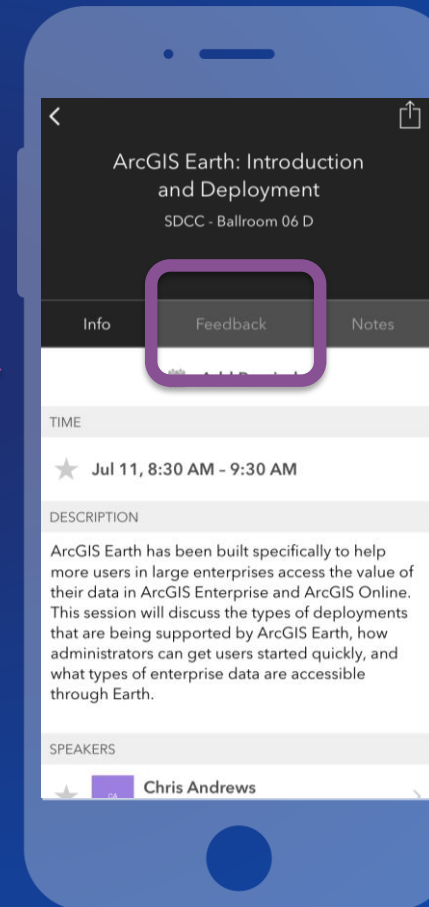 ArcGIS Earth: Introduction
and Deployment
SDCC - Ballroom 06 D
Info Feedback Notes
TIME
Jul 11, 8:30 AM – 9:30 AM
DESCRIPTION
ArcGIS Earth has been built specifically to help
more users in large enterprises access the value of
their data in ArcGIS Enterprise and ArcGIS Online.
This session will discuss the types of deployments
that are being supported by ArcGIS Earth, how
administrators can get users started quickly, and
what types of enterprise data are accessible
through Earth.
SPEAKERS
CA
Chris Andrews